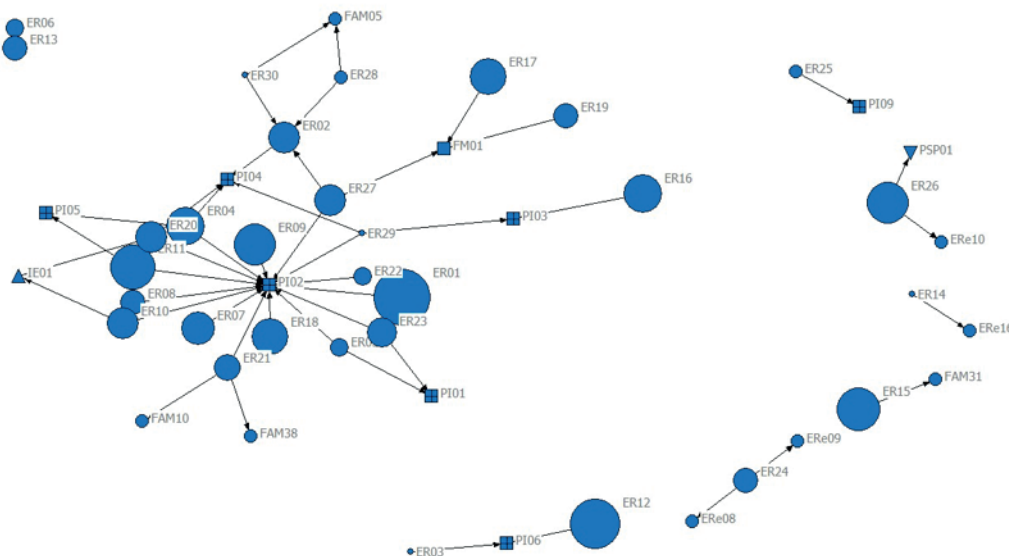 FAM05
ER06
ER13
ER17
ER25
ER30
ER28
PI09
ER19
ER02
FM01
PSP01
PI04
ER27
ER16
ER26
PI05
ER04
PI03
ER20
ER09
ER29
ERe10
ER11
IE01
PI02
ER22
ER01
ER08
ER14
ER10
ER07
ER18
ER23
ERe16
ER21
PI01
FAM31
ER15
FAM10
FAM38
ERe09
ER24
ER12
ERe08
ER03
PI06